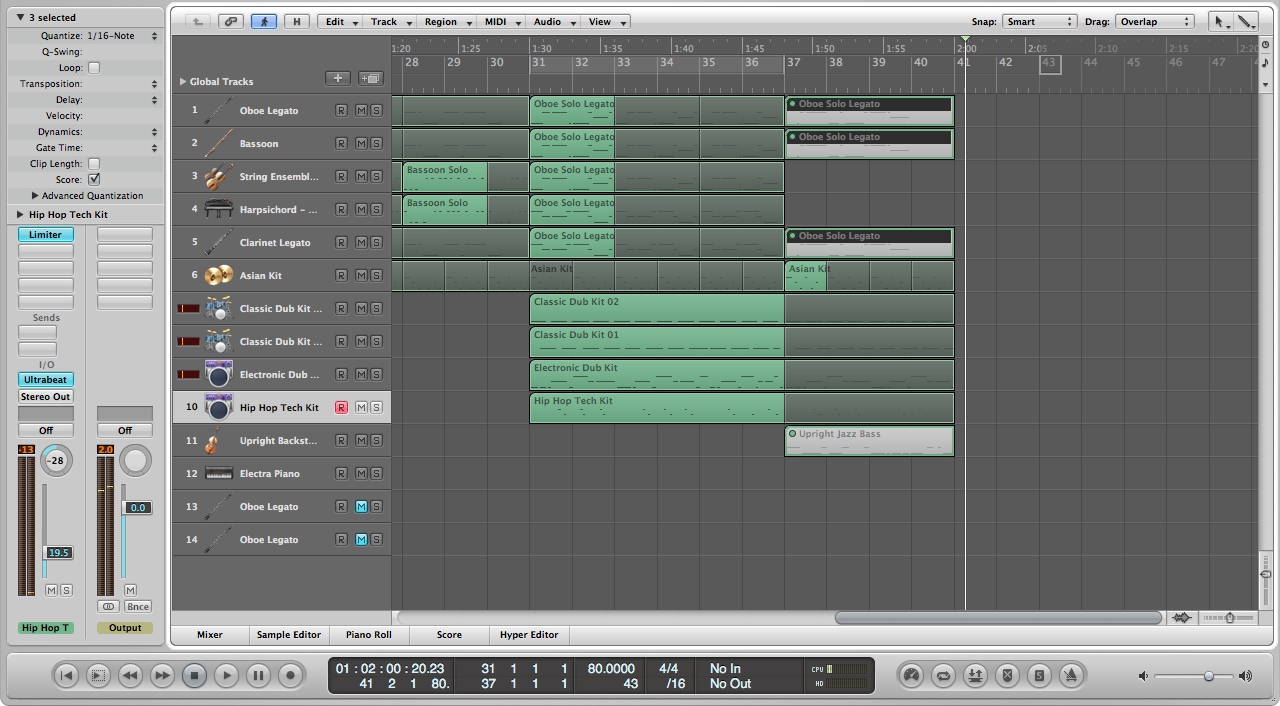 3 selected
Quantize: 1/16-Note
Q-Swing:
Loop:
Transposition:
Delay:
Velocity:
Dynamics:
Gate Time:
Clip Length:
Score:
Advanced Quantization
Hip Hop Tech Kit
Limiter
Sends
I/O
Ultrabeat
Stereo Out
Off
Off
-13
-28
2.0
0.0
19.5
M S
M
Bnce
Hip Hop T
Output
H
Edit
Track
Region
MIDI
Audio
View
Snap: Smart
Drag: Overlap
1:20 1:25 1:30 1:35 1:40 1:45 1:50 1:55 2:00 2:05 2:10 2:15 2:20
28 29 30 31 32 33 34 35 36 37 38 39 40 41 42 43 44 45 46 47
Global Tracks
1 Oboe Legato R M S Oboe Solo Legato Oboe Solo Legato
2 Bassoon R M S Oboe Solo Legato Oboe Solo Legato
3 String Ensembl... R M S Bassoon Solo Oboe Solo Legato
4 Harpsichord – ... R M S Bassoon Solo Oboe Solo Legato
5 Clarinet Legato R M S Oboe Solo Legato Oboe Solo Legato
6 Asian Kit R M S Asian Kit Asian Kit
Classic Dub Kit ... R M S Classic Dub Kit 02
Classic Dub Kit ... R M S Classic Dub Kit 01
Electronic Dub ... R M S Electronic Dub Kit
10 Hip Hop Tech Kit R M S Hip Hop Tech Kit
11 Upright Backst... R M S Upright Jazz Bass
12 Electra Piano R M S
13 Oboe Legato R M S
14 Oboe Legato R M S
Mixer
Sample Editor
Piano Roll
Score
Hyper Editor
01 : 02 : 00 : 20.23 31 1 1 1 80.0000 4/4 No In CPU
41 2 1 80. 37 1 1 1 43 /16 No Out HD
S